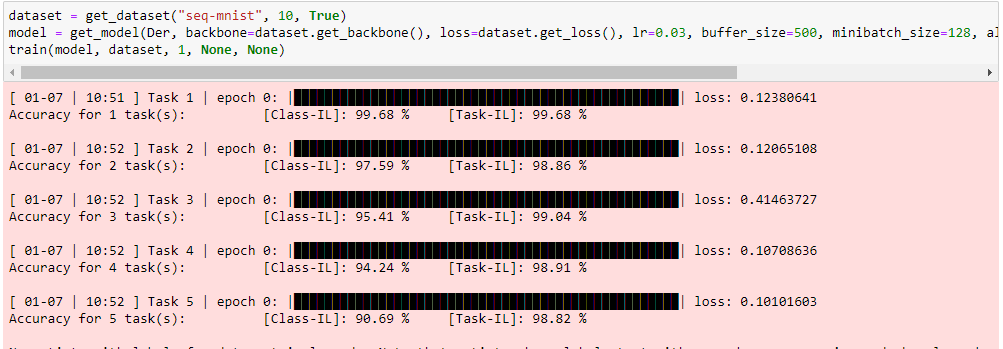 dataset = get_dataset("seq-mnist", 10, True)
model = get_model(Der, backbone=dataset.get_backbone(), loss=dataset.get_loss(), lr=0.03, buffer_size=500, minibatch_size=128, al
train(model, dataset, 1, None, None)
[ 01-07 | 10:51 ] Task 1 | epoch 0: || loss: 0.12380641
Accuracy for 1 task(s): [Class-IL]: 99.68 % [Task-IL]: 99.68 %
[ 01-07 | 10:52 ] Task 2 | epoch 0: || loss: 0.12065108
Accuracy for 2 task(s): [Class-IL]: 97.59 % [Task-IL]: 98.86 %
[ 01-07 | 10:52 ] Task 3 | epoch 0: || loss: 0.41463727
Accuracy for 3 task(s): [Class-IL]: 95.41 % [Task-IL]: 99.04 %
[ 01-07 | 10:52 ] Task 4 | epoch 0: || loss: 0.10708636
Accuracy for 4 task(s): [Class-IL]: 94.24 % [Task-IL]: 98.91 %
[ 01-07 | 10:52 ] Task 5 | epoch 0: || loss: 0.10101603
Accuracy for 5 task(s): [Class-IL]: 90.69 % [Task-IL]: 98.82 %